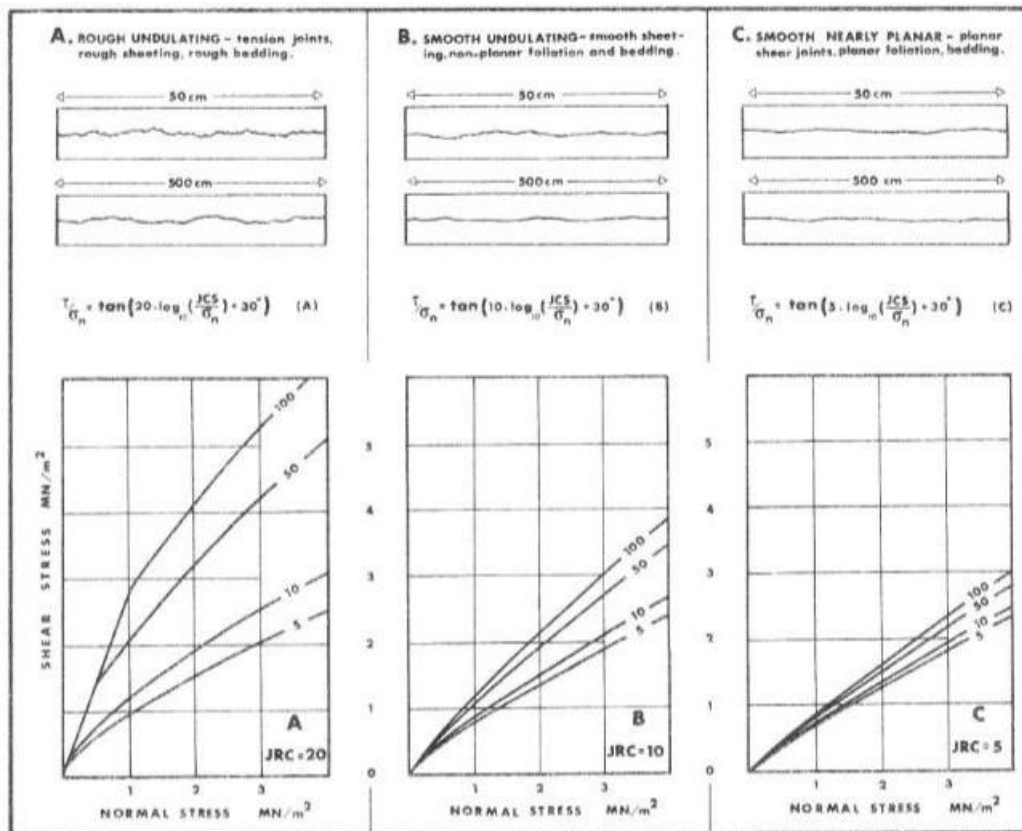 A. ROUGH UNDULATING - tension joints,
rough sheeting, rough bedding.
50 cm
500 cm
τ/σn = tan(20.log10(JCS/σn) + 30°) (A)
B. SMOOTH UNDULATING - smooth sheet-
ing, non-planar foliation and bedding.
50 cm
500 cm
τ/σn = tan(10.log10(JCS/σn) + 30°) (B)
C. SMOOTH NEARLY PLANAR - planar
shear joints, planar foliation, bedding.
50 cm
500 cm
τ/σn = tan(5.log10(JCS/σn) + 30°) (C)
SHEAR STRESS MN/m²
100
50
10
5
A
JRC = 20
1 2 3
NORMAL STRESS MN/m²
5
4
3
2
1
0
100
50
10
5
B
JRC = 10
1 2 3
NORMAL STRESS MN/m²
5
4
3
2
1
0
100
50
10
5
C
JRC = 5
1 2 3
NORMAL STRESS MN/m²